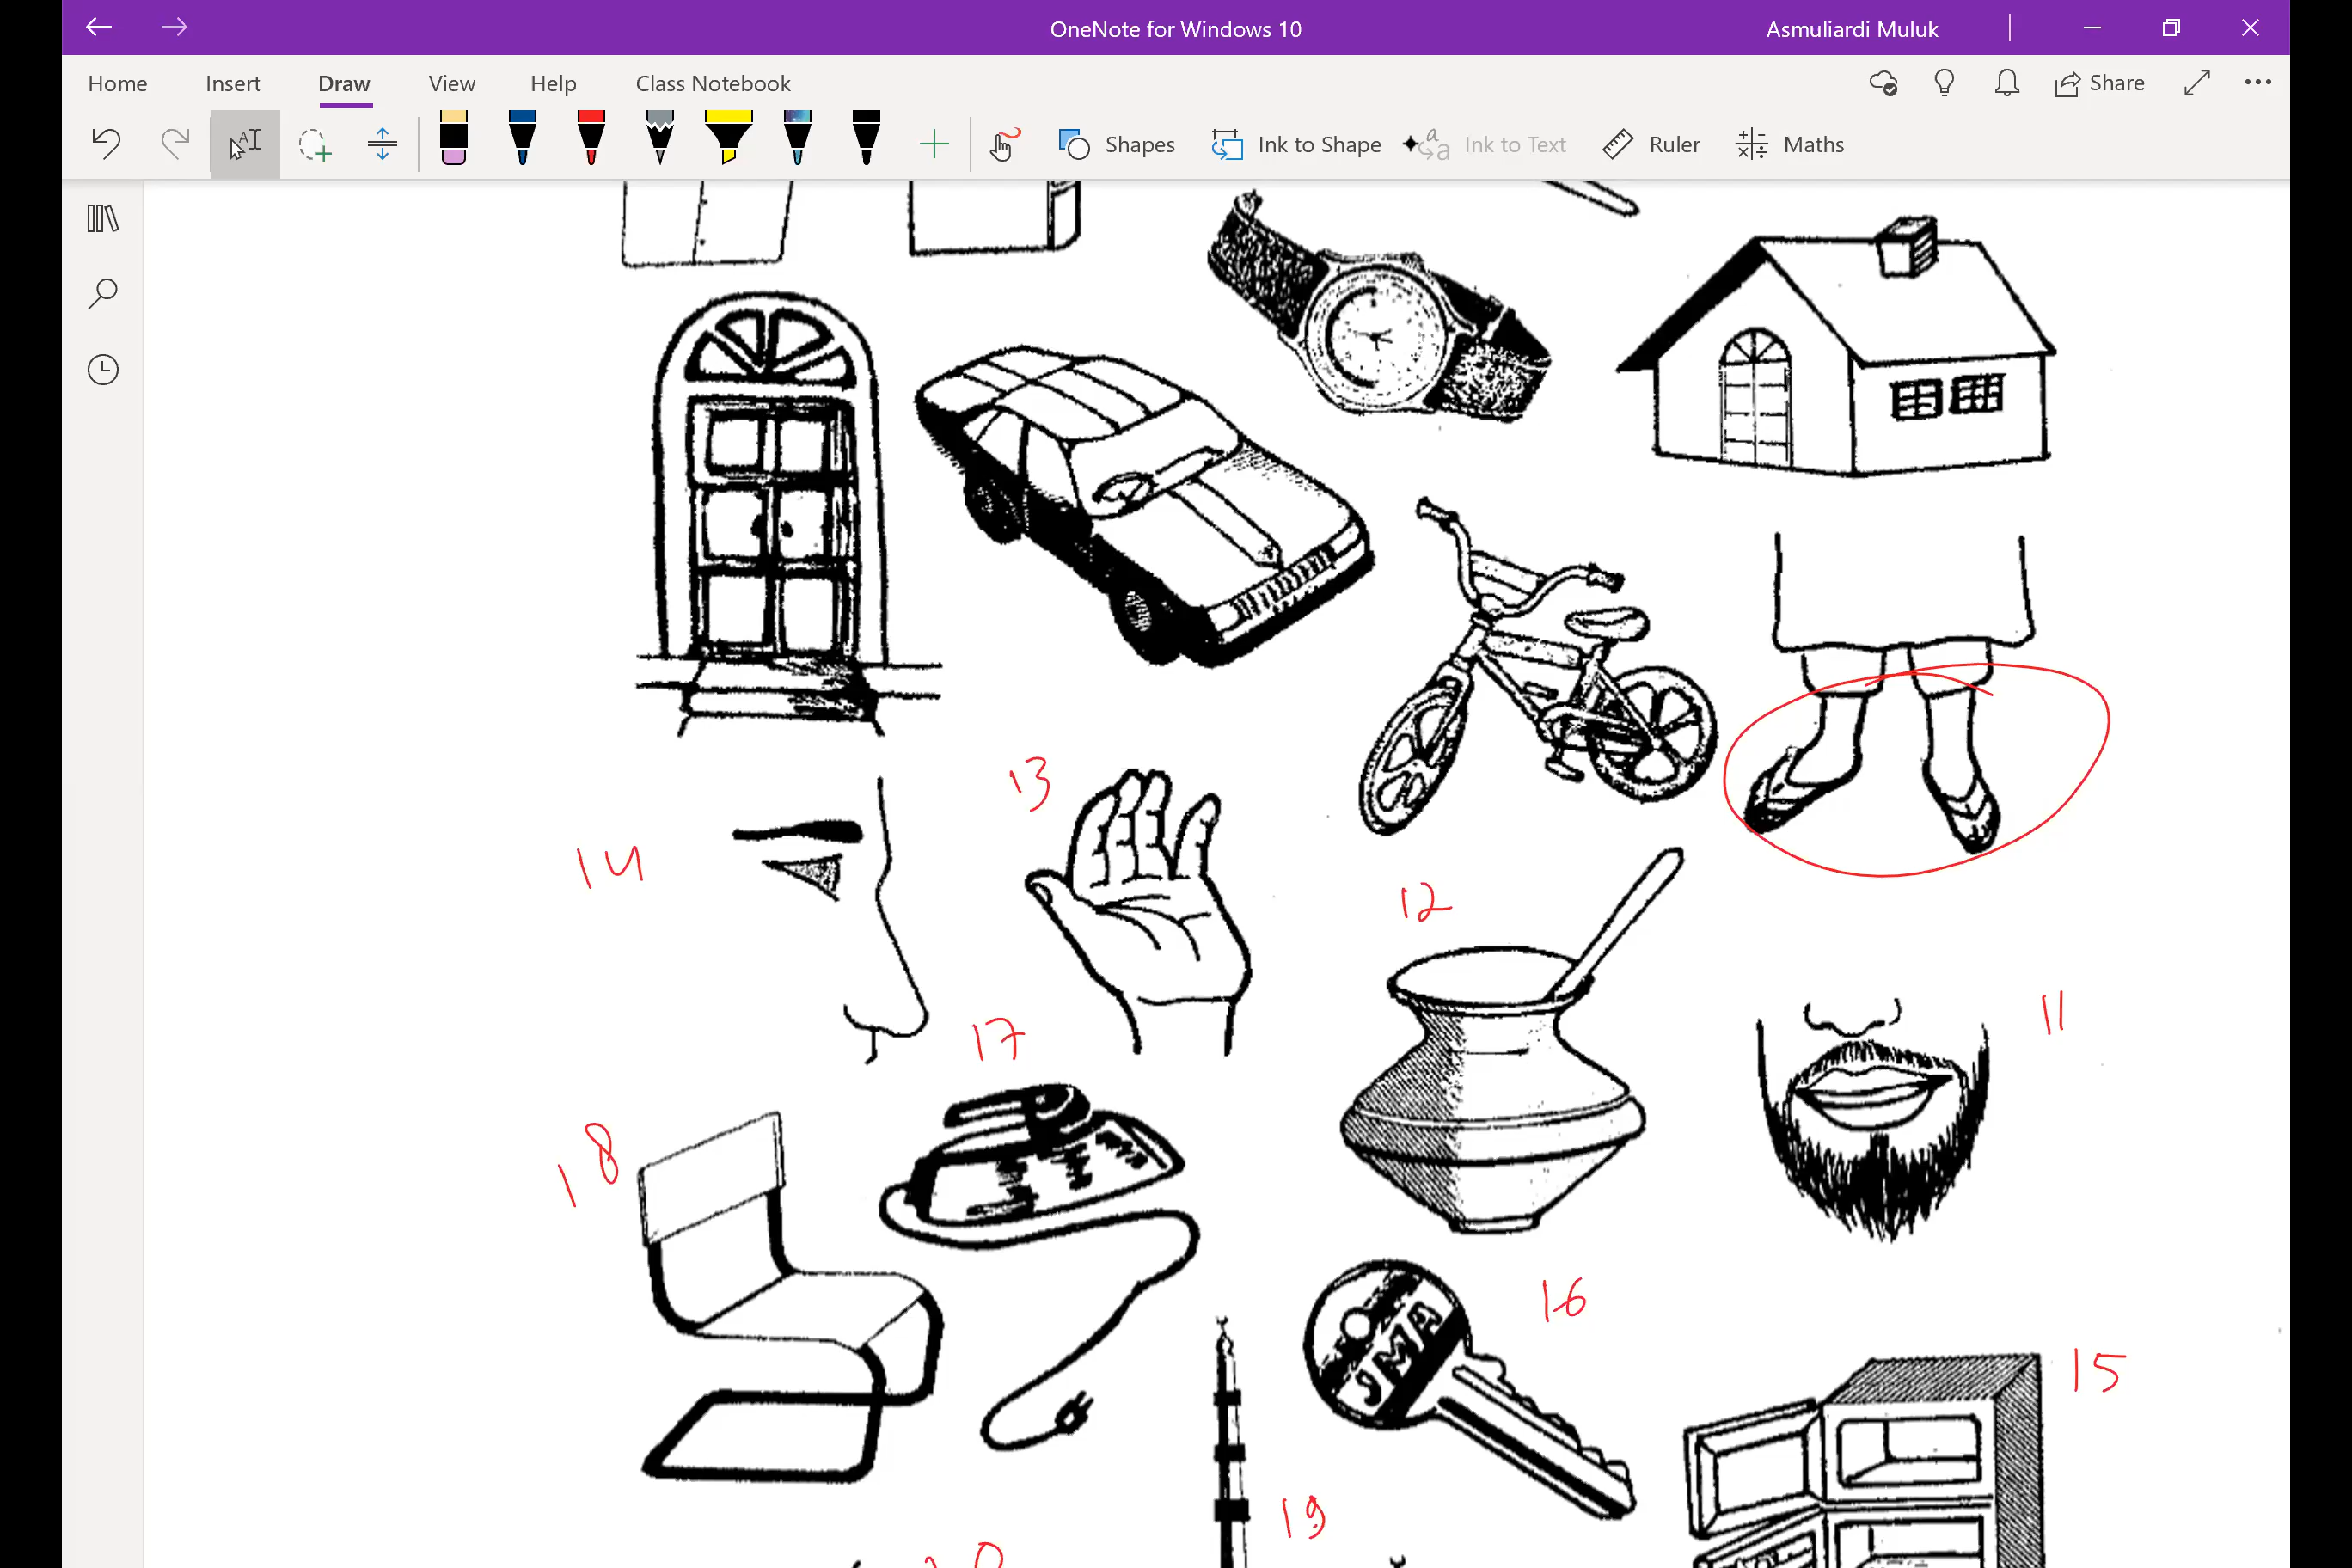 OneNote for Windows 10
Asmuliardi Muluk
Home Insert Draw View Help Class Notebook
Share
Shapes Ink to Shape Ink to Text Ruler Maths
13
14
12
11
17
18
16
15
19